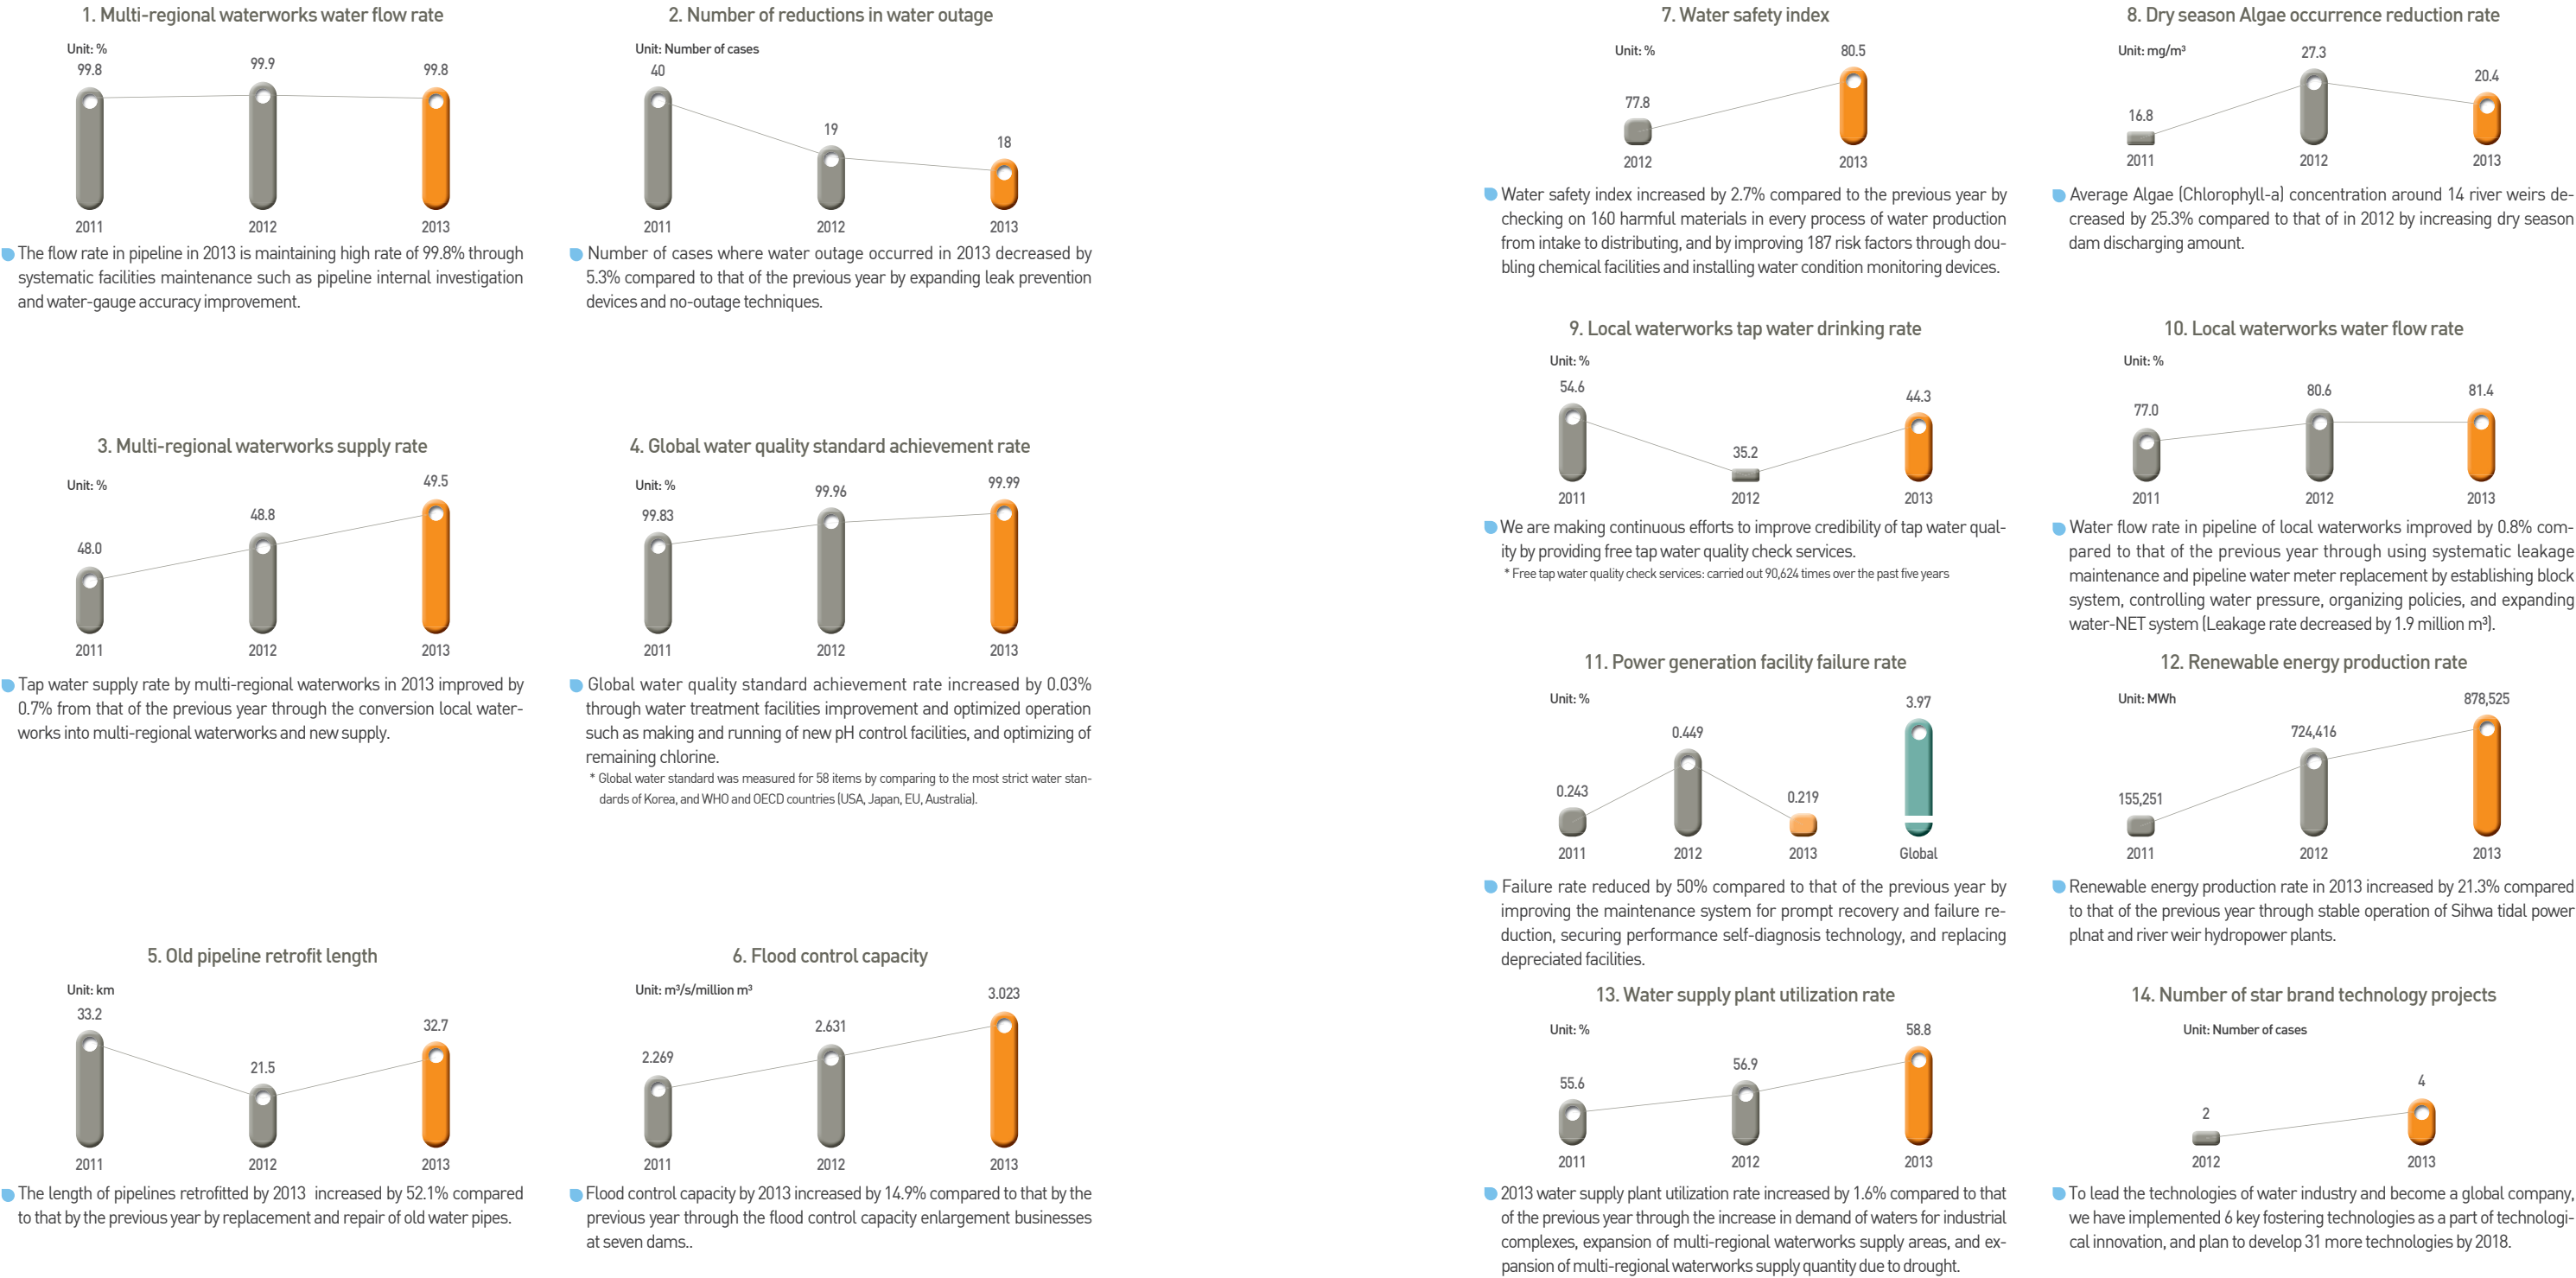 1. Multi-regional waterworks water flow rate
Unit: %
99.8
99.9
99.8
2011
2012
2013
The flow rate in pipeline in 2013 is maintaining high rate of 99.8% through
systematic facilities maintenance such as pipeline internal investigation
and water-gauge accuracy improvement.
2. Number of reductions in water outage
Unit: Number of cases
40
19
18
2011
2012
2013
Number of cases where water outage occurred in 2013 decreased by
5.3% compared to that of the previous year by expanding leak prevention
devices and no-outage techniques.
3. Multi-regional waterworks supply rate
Unit: %
48.0
48.8
49.5
2011
2012
2013
Tap water supply rate by multi-regional waterworks in 2013 improved by
0.7% from that of the previous year through the conversion local water-
works into multi-regional waterworks and new supply.
4. Global water quality standard achievement rate
Unit: %
99.83
99.96
99.99
2011
2012
2013
Global water quality standard achievement rate increased by 0.03%
through water treatment facilities improvement and optimized operation
such as making and running of new pH control facilities, and optimizing of
remaining chlorine.
* Global water standard was measured for 58 items by comparing to the most strict water stan-
dards of Korea, and WHO and OECD countries (USA, Japan, EU, Australia).
5. Old pipeline retrofit length
Unit: km
33.2
21.5
32.7
2011
2012
2013
The length of pipelines retrofitted by 2013 increased by 52.1% compared
to that by the previous year by replacement and repair of old water pipes.
6. Flood control capacity
Unit: m³/s/million m³
2.269
2.631
3.023
2011
2012
2013
Flood control capacity by 2013 increased by 14.9% compared to that by the
previous year through the flood control capacity enlargement businesses
at seven dams..
7. Water safety index
Unit: %
77.8
80.5
2012
2013
Water safety index increased by 2.7% compared to the previous year by
checking on 160 harmful materials in every process of water production
from intake to distributing, and by improving 187 risk factors through dou-
bling chemical facilities and installing water condition monitoring devices.
8. Dry season Algae occurrence reduction rate
Unit: mg/m³
16.8
27.3
20.4
2011
2012
2013
Average Algae (Chlorophyll-a) concentration around 14 river weirs de-
creased by 25.3% compared to that of in 2012 by increasing dry season
dam discharging amount.
9. Local waterworks tap water drinking rate
Unit: %
54.6
35.2
44.3
2011
2012
2013
We are making continuous efforts to improve credibility of tap water qual-
ity by providing free tap water quality check services.
* Free tap water quality check services: carried out 90,624 times over the past five years
10. Local waterworks water flow rate
Unit: %
77.0
80.6
81.4
2011
2012
2013
Water flow rate in pipeline of local waterworks improved by 0.8% com-
pared to that of the previous year through using systematic leakage
maintenance and pipeline water meter replacement by establishing block
system, controlling water pressure, organizing policies, and expanding
water-NET system (Leakage rate decreased by 1.9 million m³).
11. Power generation facility failure rate
Unit: %
0.243
0.449
0.219
3.97
2011
2012
2013
Global
Failure rate reduced by 50% compared to that of the previous year by
improving the maintenance system for prompt recovery and failure re-
duction, securing performance self-diagnosis technology, and replacing
depreciated facilities.
12. Renewable energy production rate
Unit: MWh
155,251
724,416
878,525
2011
2012
2013
Renewable energy production rate in 2013 increased by 21.3% compared
to that of the previous year through stable operation of Sihwa tidal power
plnat and river weir hydropower plants.
13. Water supply plant utilization rate
Unit: %
55.6
56.9
58.8
2011
2012
2013
2013 water supply plant utilization rate increased by 1.6% compared to that
of the previous year through the increase in demand of waters for industrial
complexes, expansion of multi-regional waterworks supply areas, and ex-
pansion of multi-regional waterworks supply quantity due to drought.
14. Number of star brand technology projects
Unit: Number of cases
2
4
2012
2013
To lead the technologies of water industry and become a global company,
we have implemented 6 key fostering technologies as a part of technologi-
cal innovation, and plan to develop 31 more technologies by 2018.